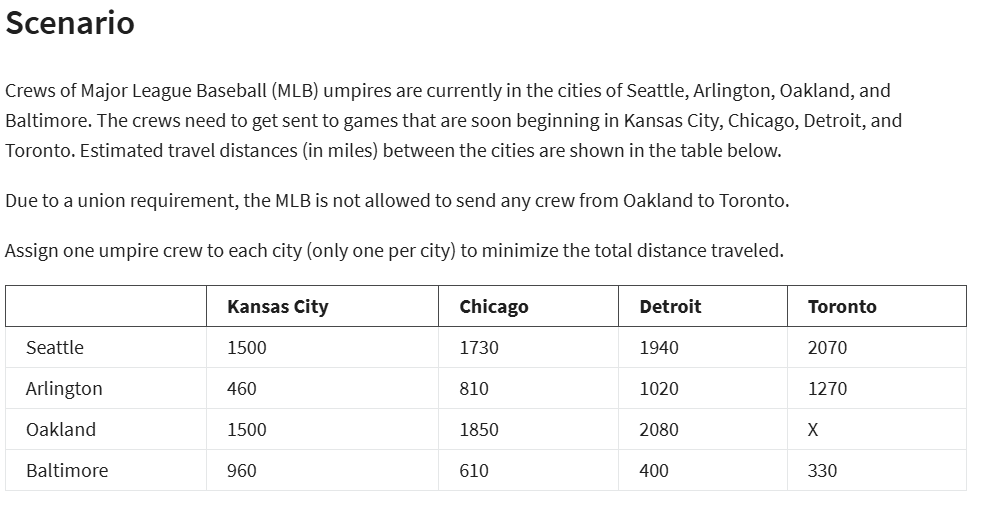 Scenario
Crews of Major League Baseball (MLB) umpires are currently in the cities of Seattle, Arlington, Oakland, and
Baltimore. The crews need to get sent to games that are soon beginning in Kansas City, Chicago, Detroit, and
Toronto. Estimated travel distances (in miles) between the cities are shown in the table below.
Due to a union requirement, the MLB is not allowed to send any crew from Oakland to Toronto.
Assign one umpire crew to each city (only one per city) to minimize the total distance traveled.
Kansas City Chicago Detroit Toronto
Seattle 1500 1730 1940 2070
Arlington 460 810 1020 1270
Oakland 1500 1850 2080 X
Baltimore 960 610 400 330